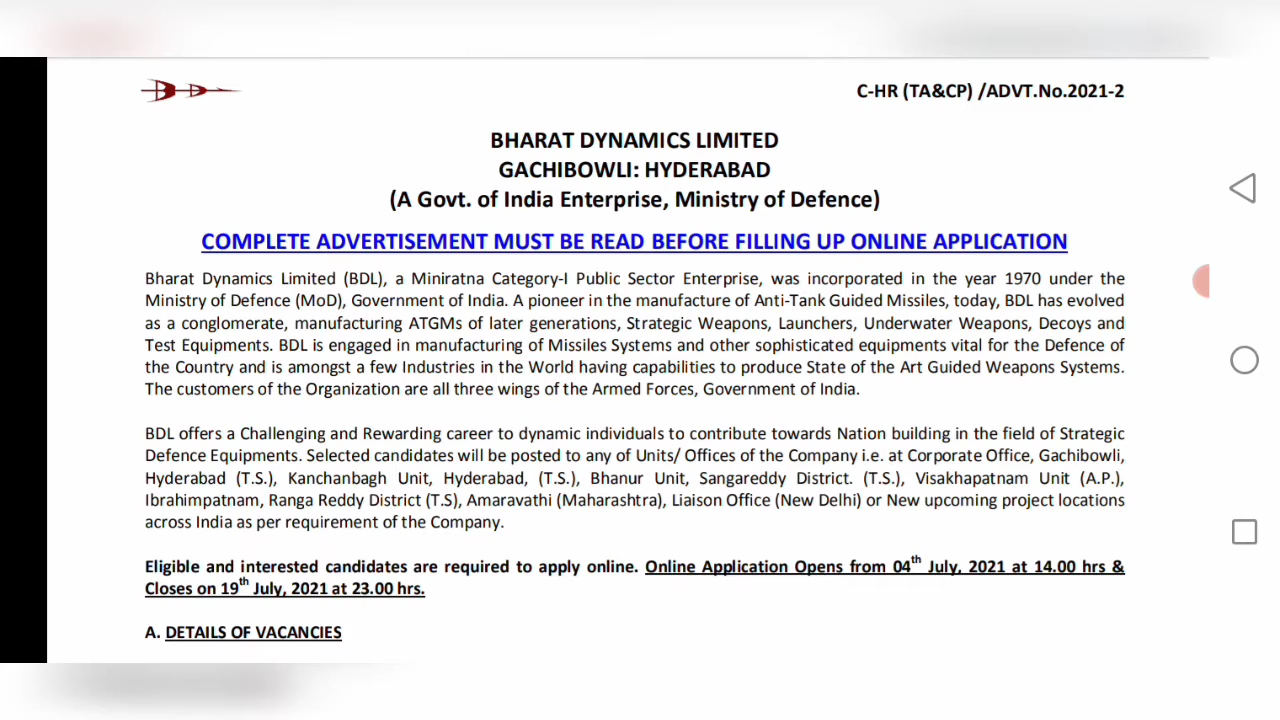 C-HR (TA&CP) /ADVT.No.2021-2
BHARAT DYNAMICS LIMITED
GACHIBOWLI: HYDERABAD
(A Govt. of India Enterprise, Ministry of Defence)
COMPLETE ADVERTISEMENT MUST BE READ BEFORE FILLING UP ONLINE APPLICATION
Bharat Dynamics Limited (BDL), a Miniratna Category-I Public Sector Enterprise, was incorporated in the year 1970 under the
Ministry of Defence (MoD), Government of India. A pioneer in the manufacture of Anti-Tank Guided Missiles, today, BDL has evolved
as a conglomerate, manufacturing ATGMs of later generations, Strategic Weapons, Launchers, Underwater Weapons, Decoys and
Test Equipments. BDL is engaged in manufacturing of Missiles Systems and other sophisticated equipments vital for the Defence of
the Country and is amongst a few Industries in the World having capabilities to produce State of the Art Guided Weapons Systems.
The customers of the Organization are all three wings of the Armed Forces, Government of India.
BDL offers a Challenging and Rewarding career to dynamic individuals to contribute towards Nation building in the field of Strategic
Defence Equipments. Selected candidates will be posted to any of Units/ Offices of the Company i.e. at Corporate Office, Gachibowli,
Hyderabad (T.S.), Kanchanbagh Unit, Hyderabad, (T.S.), Bhanur Unit, Sangareddy District. (T.S.), Visakhapatnam Unit (A.P.),
Ibrahimpatnam, Ranga Reddy District (T.S), Amaravathi (Maharashtra), Liaison Office (New Delhi) or New upcoming project locations
across India as per requirement of the Company.
Eligible and interested candidates are required to apply online. Online Application Opens from 04th July, 2021 at 14.00 hrs &
Closes on 19th July, 2021 at 23.00 hrs.
A. DETAILS OF VACANCIES